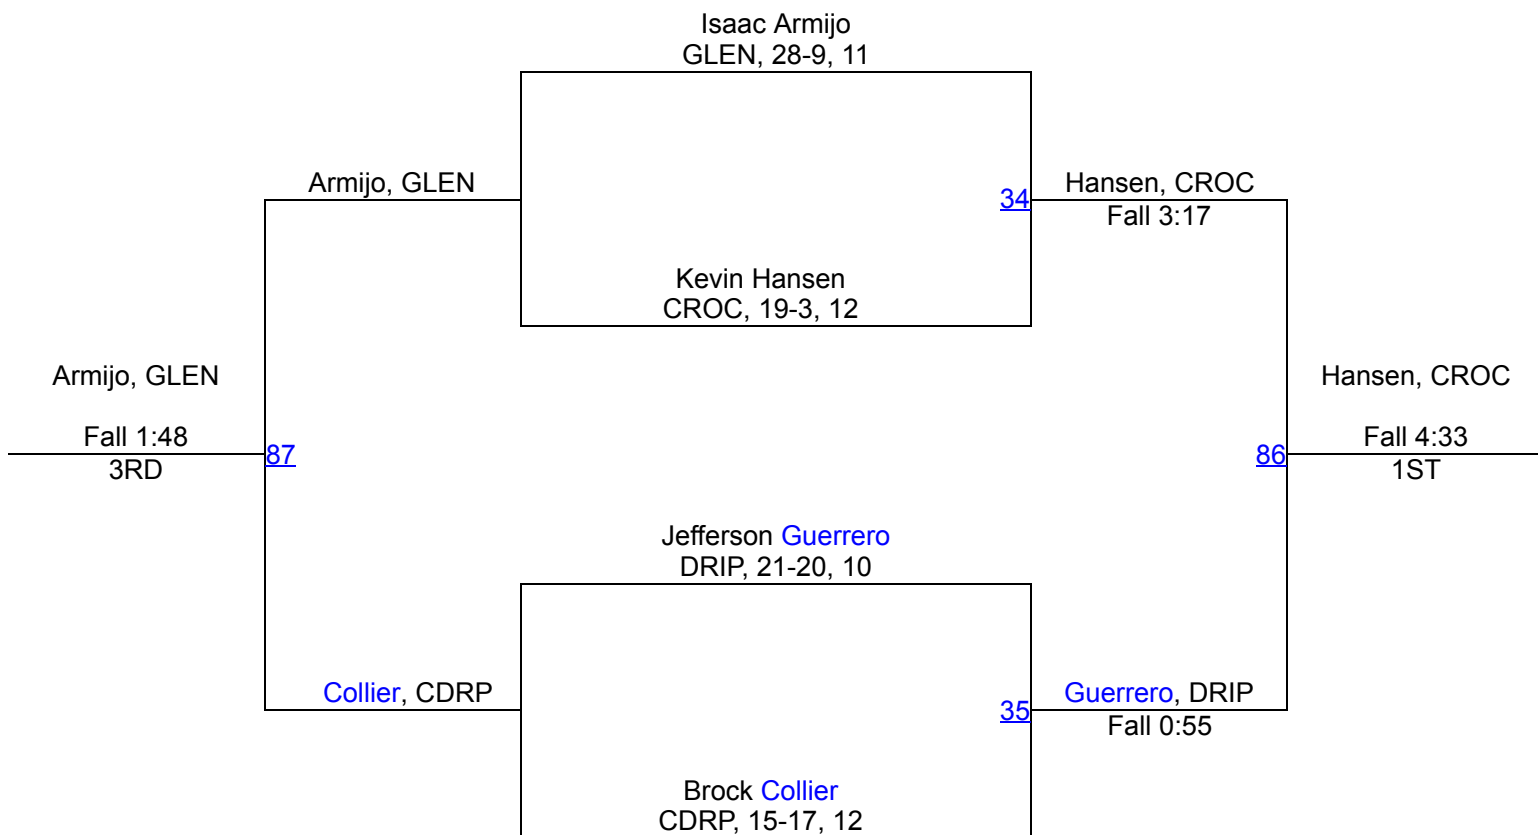 Isaac Armijo
GLEN, 28-9, 11
Armijo, GLEN
34
Hansen, CROC
Fall 3:17
Kevin Hansen
CROC, 19-3, 12
Armijo, GLEN
Fall 1:48
3RD
87
Hansen, CROC
86
Fall 4:33
1ST
Jefferson Guerrero
DRIP, 21-20, 10
Collier, CDRP
35
Guerrero, DRIP
Fall 0:55
Brock Collier
CDRP, 15-17, 12